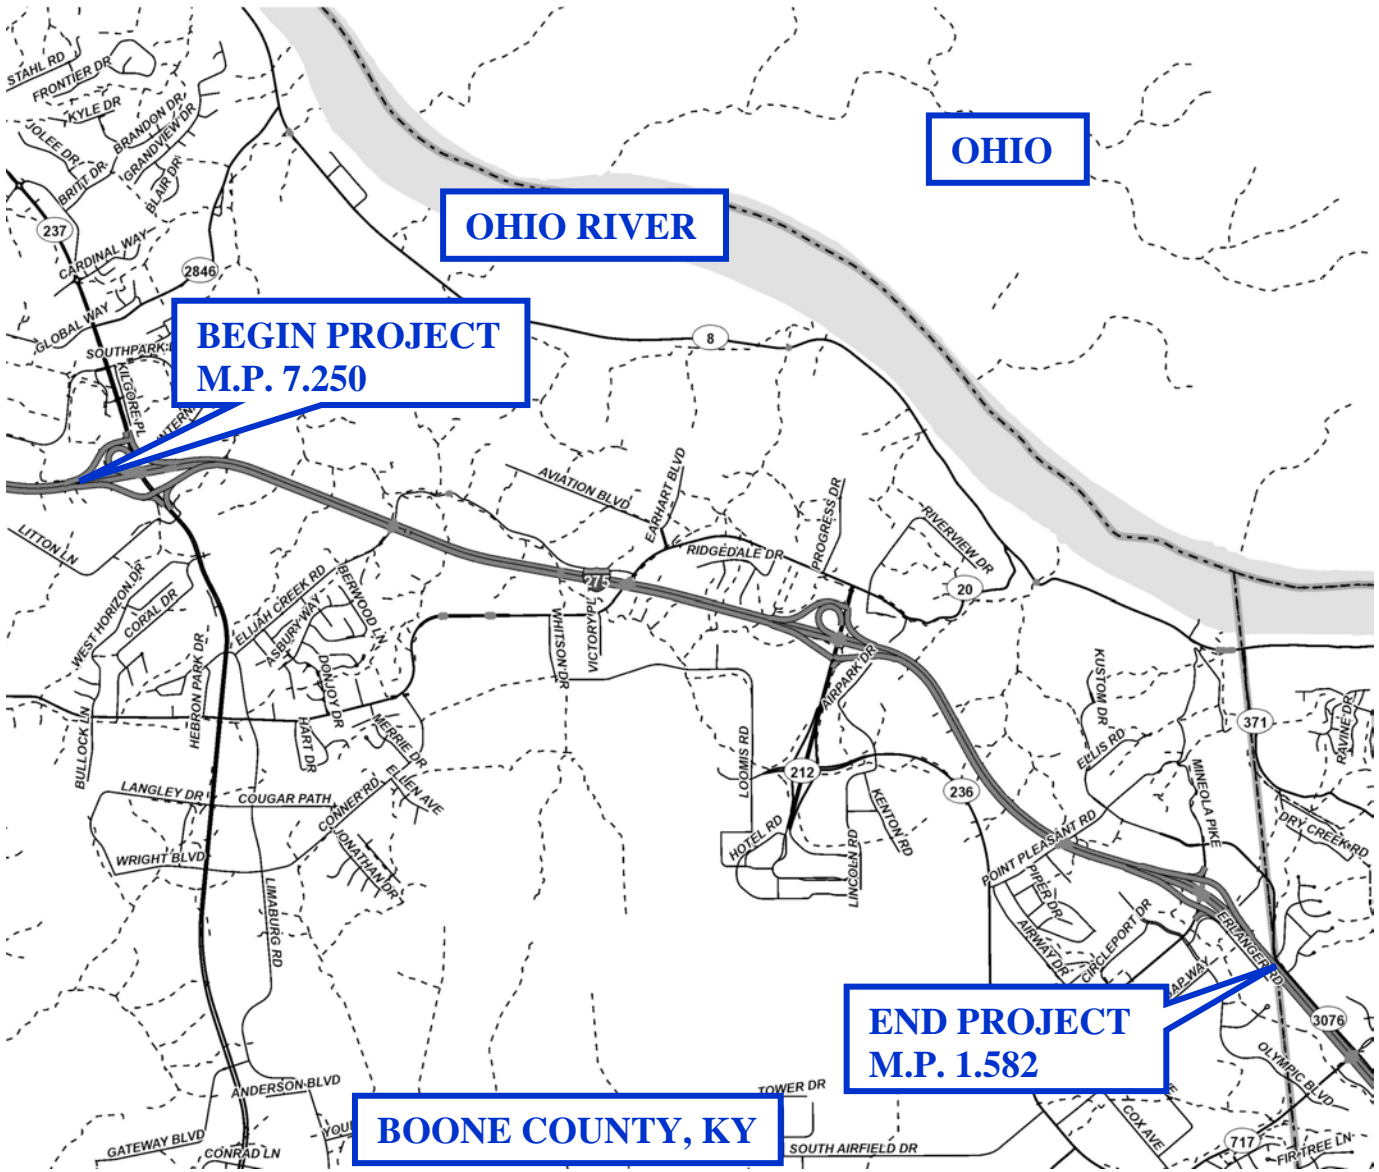 STAHL RD
FRONTIER DR
KYLE DR
JOLEE DR
BRANDON DR
GRANDVIEW DR
BRITT DR
BLAIR DR
OHIO
OHIO RIVER
237
CARDINAL WAY
2846
GLOBAL WAY
BEGIN PROJECT
M.P. 7.250
8
SOUTHPARK
KILGORE PL
AVIATION BLVD
EARHART BLVD
PROGRESS DR
RIVERVIEW DR
RIDGEDALE DR
LITTON LN
275
20
WEST HORIZON DR
CORAL DR
ELIJAH CREEK RD
ASBURY WAY
BERWOOD LN
WHITSON DR
VICTORY PL
DONJOY DR
HEBRON PARK DR
AIRPARK DR
KUSTOM DR
371
RAVINE DR
BULLOCK LN
HART DR
MERRIE DR
LOOMIS RD
ELLIS RD
212
236
MINEOLA PIKE
LANGLEY DR
COUGAR PATH
CONNER RD
ELLEN AVE
KENTON RD
HOTEL RD
LINCOLN RD
POINT PLEASANT RD
DRY CREEK RD
WRIGHT BLVD
JONATHAN DR
LIMABURG RD
PIPER DR
AIRWAY DR
CIRCLEPORT DR
ERLANGER RD
END PROJECT
M.P. 1.582
3076
OLYMPIC BLVD
ANDERSON BLVD
TOWER DR
COX AVE
BOONE COUNTY, KY
GATEWAY BLVD
CONRAD LN
SOUTH AIRFIELD DR
717
FIR TREE LN